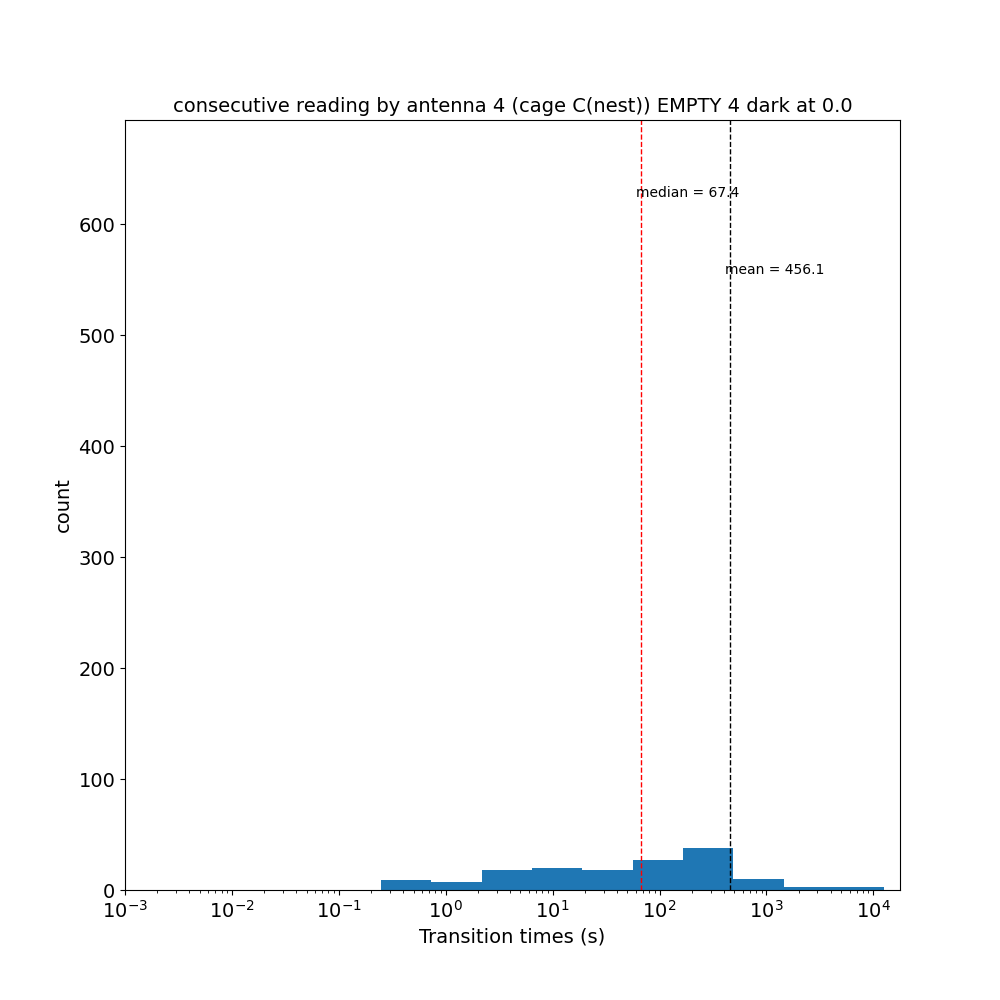 consecutive reading by antenna 4 (cage C(nest)) EMPTY 4 dark at 0.0
median = 67.4
mean = 456.1
600
500
400
300
200
100
0
count
10⁻³ 10⁻² 10⁻¹ 10⁰ 10¹ 10² 10³ 10⁴
Transition times (s)